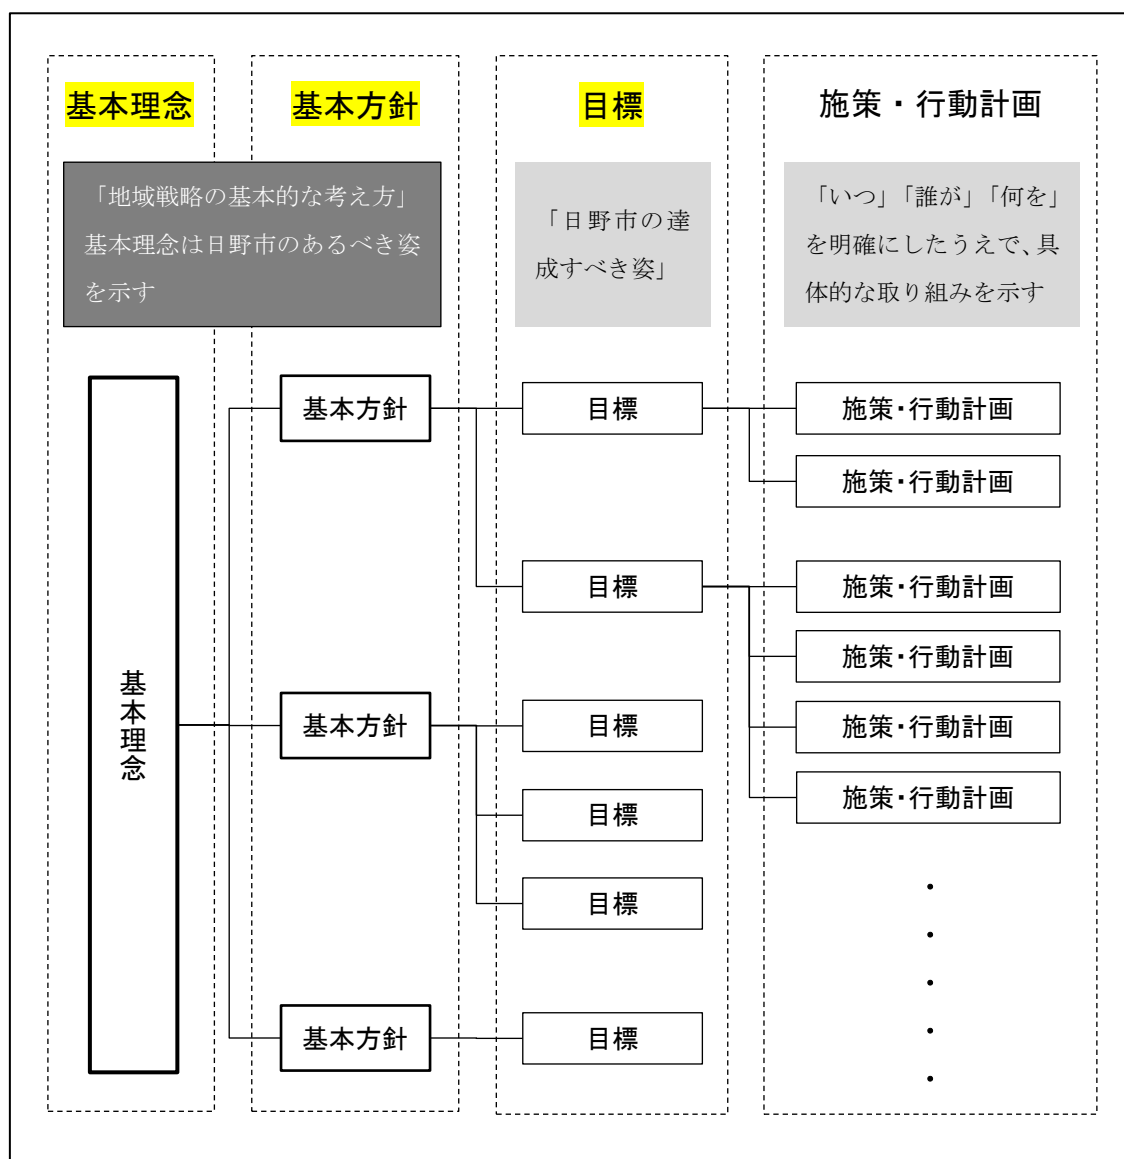 基本理念
基本方針
目標
施策・行動計画
「地域戦略の基本的な考え方」
基本理念は日野市のあるべき姿
を示す
「日野市の達
成すべき姿」
「いつ」「誰が」「何を」
を明確にしたうえで、具
体的な取り組みを示す
基本理念
基本方針
目標
施策・行動計画
施策・行動計画
目標
施策・行動計画
施策・行動計画
施策・行動計画
施策・行動計画
基本方針
目標
目標
目標
基本方針
目標
・
・
・
・
・